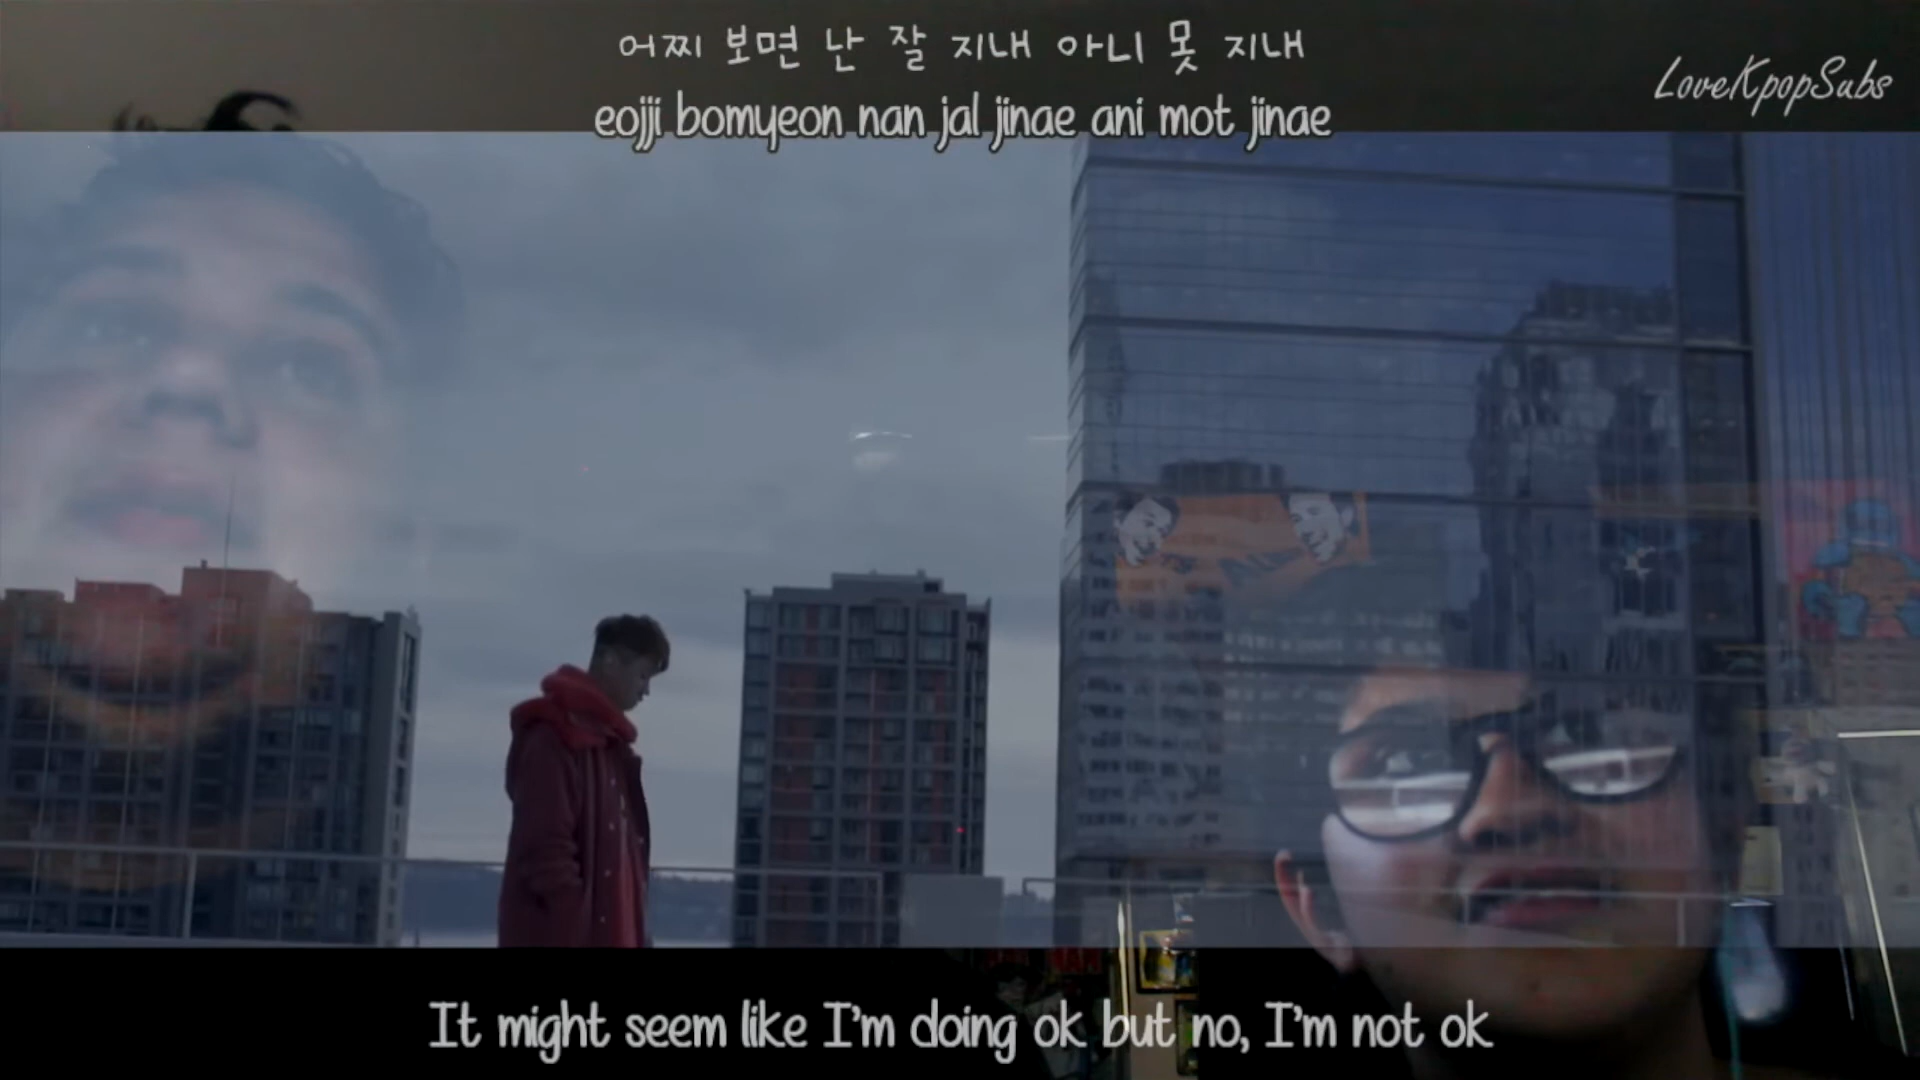 어찌 보면 난 잘 지내 아니 못 지내
LoveKpopSubs
eojji bomyeon nan jal jinae ani mot jinae
It might seem like I'm doing ok but no, I'm not ok